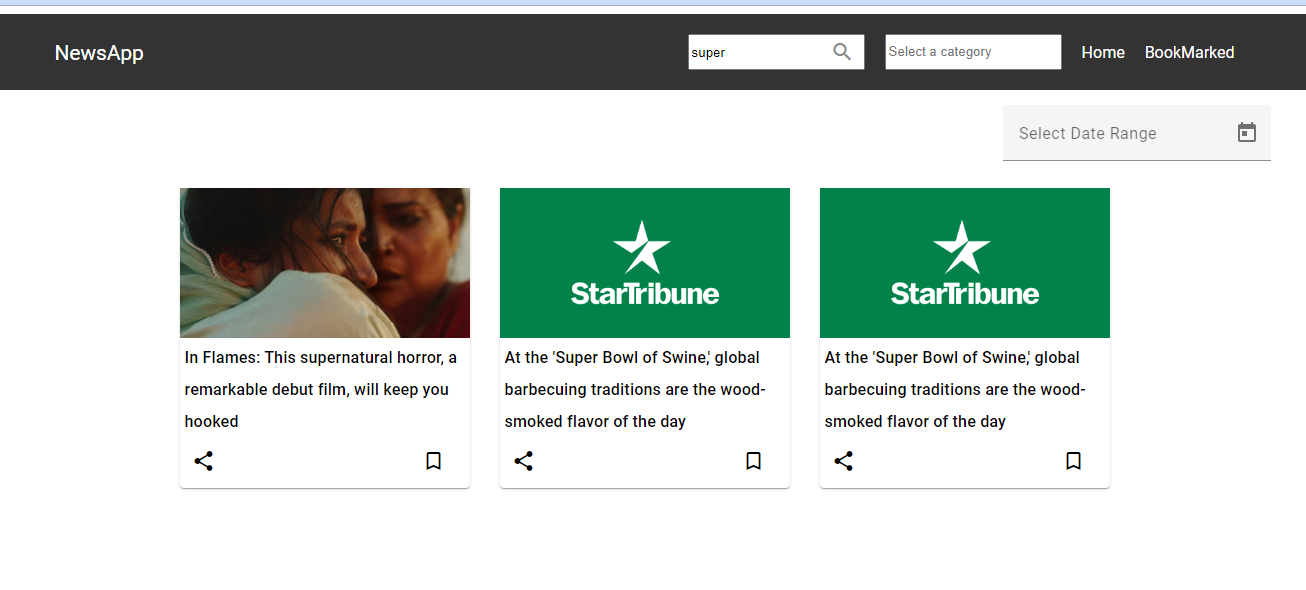 NewsApp
super
Select a category
Home
BookMarked
Select Date Range
StarTribune
StarTribune
In Flames: This supernatural horror, a
remarkable debut film, will keep you
hooked
At the 'Super Bowl of Swine,' global
barbecuing traditions are the wood-
smoked flavor of the day
At the 'Super Bowl of Swine,' global
barbecuing traditions are the wood-
smoked flavor of the day